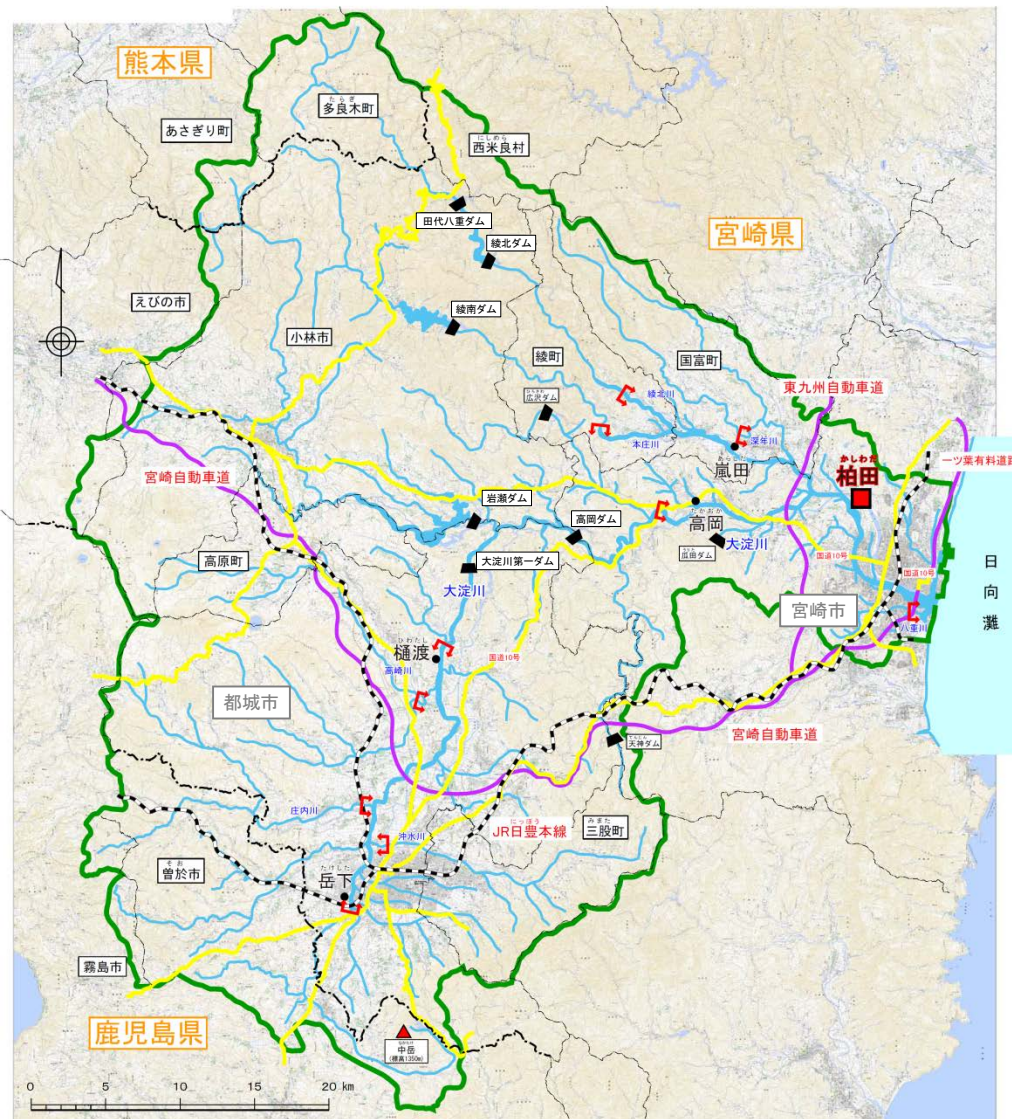 熊本県
たらぎ
多良木町
あさぎり町
にしめら
西米良村
田代八重ダム
宮崎県
綾北ダム
えびの市
綾南ダム
小林市
綾町
国富町
東九州自動車道
綾北川
広沢ダム
本庄川
深年川
嵐田
一ツ葉有料道路
かしわだ
柏田
宮崎自動車道
岩瀬ダム
たかおか
高岡
高岡ダム
瓜田ダム
大淀川
国道10号
日向灘
高原町
大淀川第一ダム
大淀川
国道10号
宮崎市
八重川
ひわたし
樋渡
国道10号
高崎川
都城市
宮崎自動車道
天神ダム
庄内川
沖水川
にっぽう
JR日豊本線
みまた
三股町
そお
曽於市
たけした
岳下
霧島市
鹿児島県
中岳
(標高1350m)
0 5 10 15 20 km